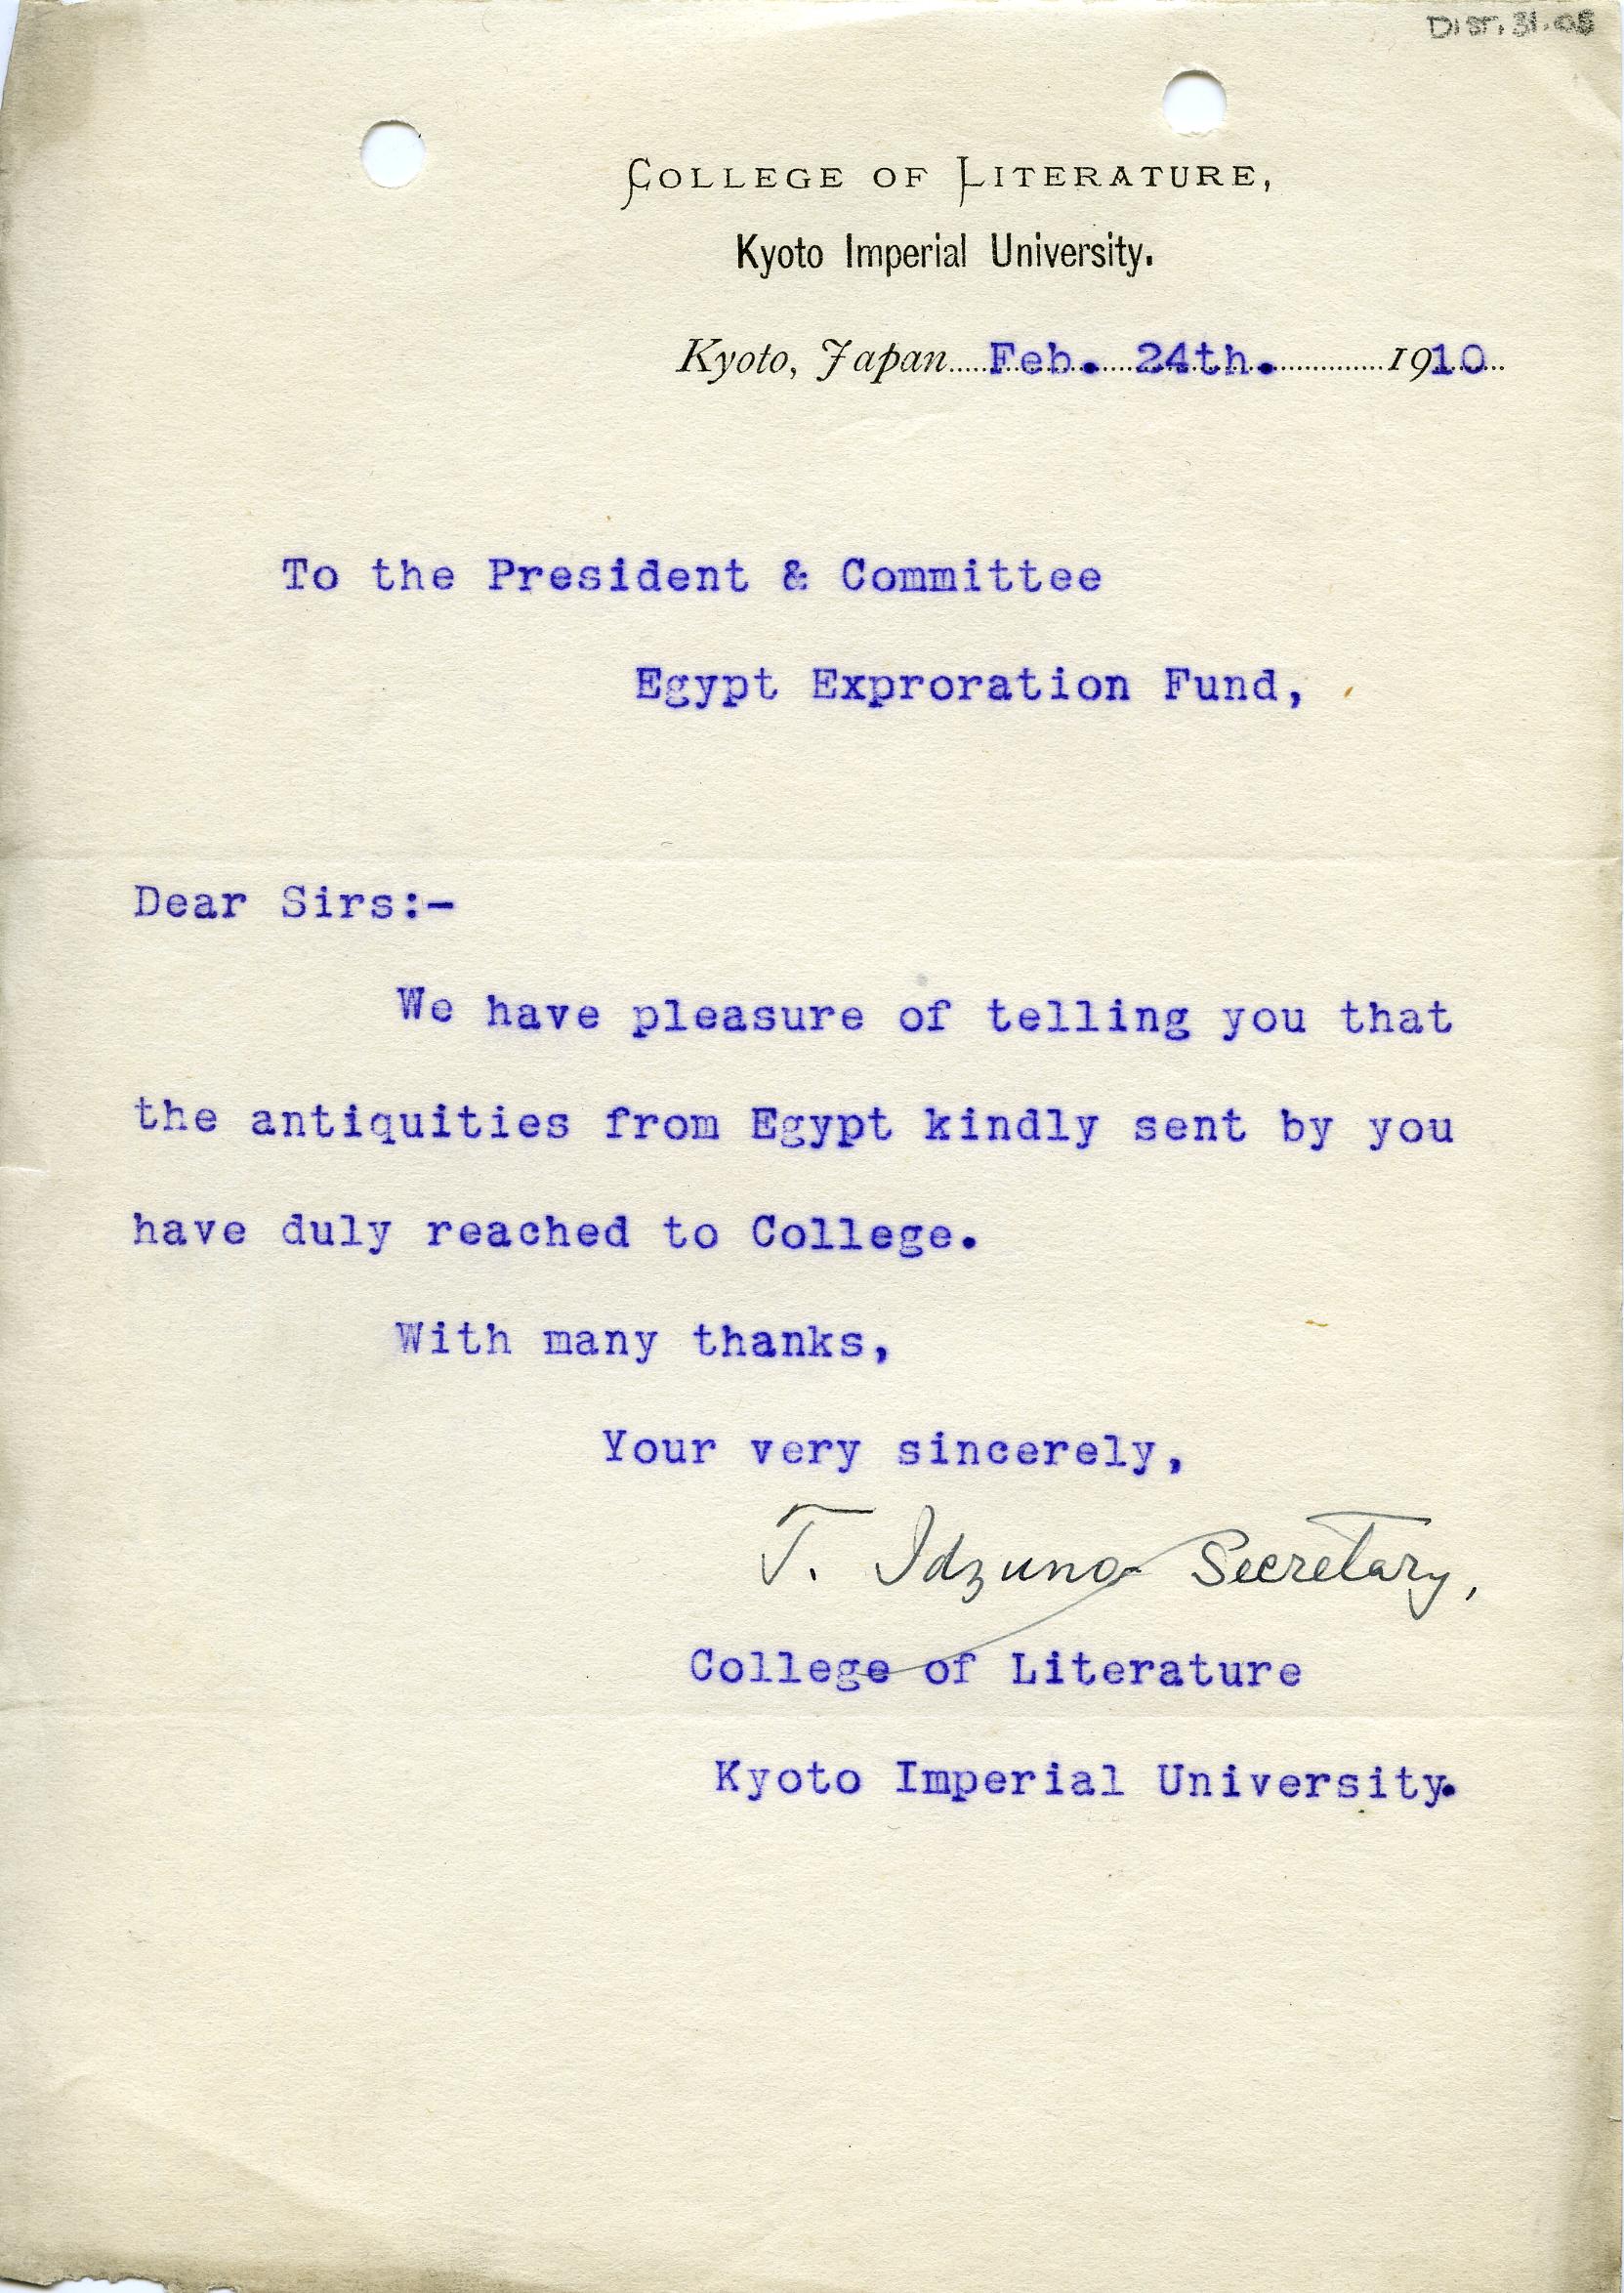 DIST.31.08
College of Literature,
Kyoto Imperial University.
Kyoto, Japan Feb. 24th. 1910
To the President & Committee
Egypt Exproration Fund,
Dear Sirs:-
We have pleasure of telling you that
the antiquities from Egypt kindly sent by you
have duly reached to College.
With many thanks,
Your very sincerely,
T. Idzuno Secretary,
College of Literature
Kyoto Imperial University.